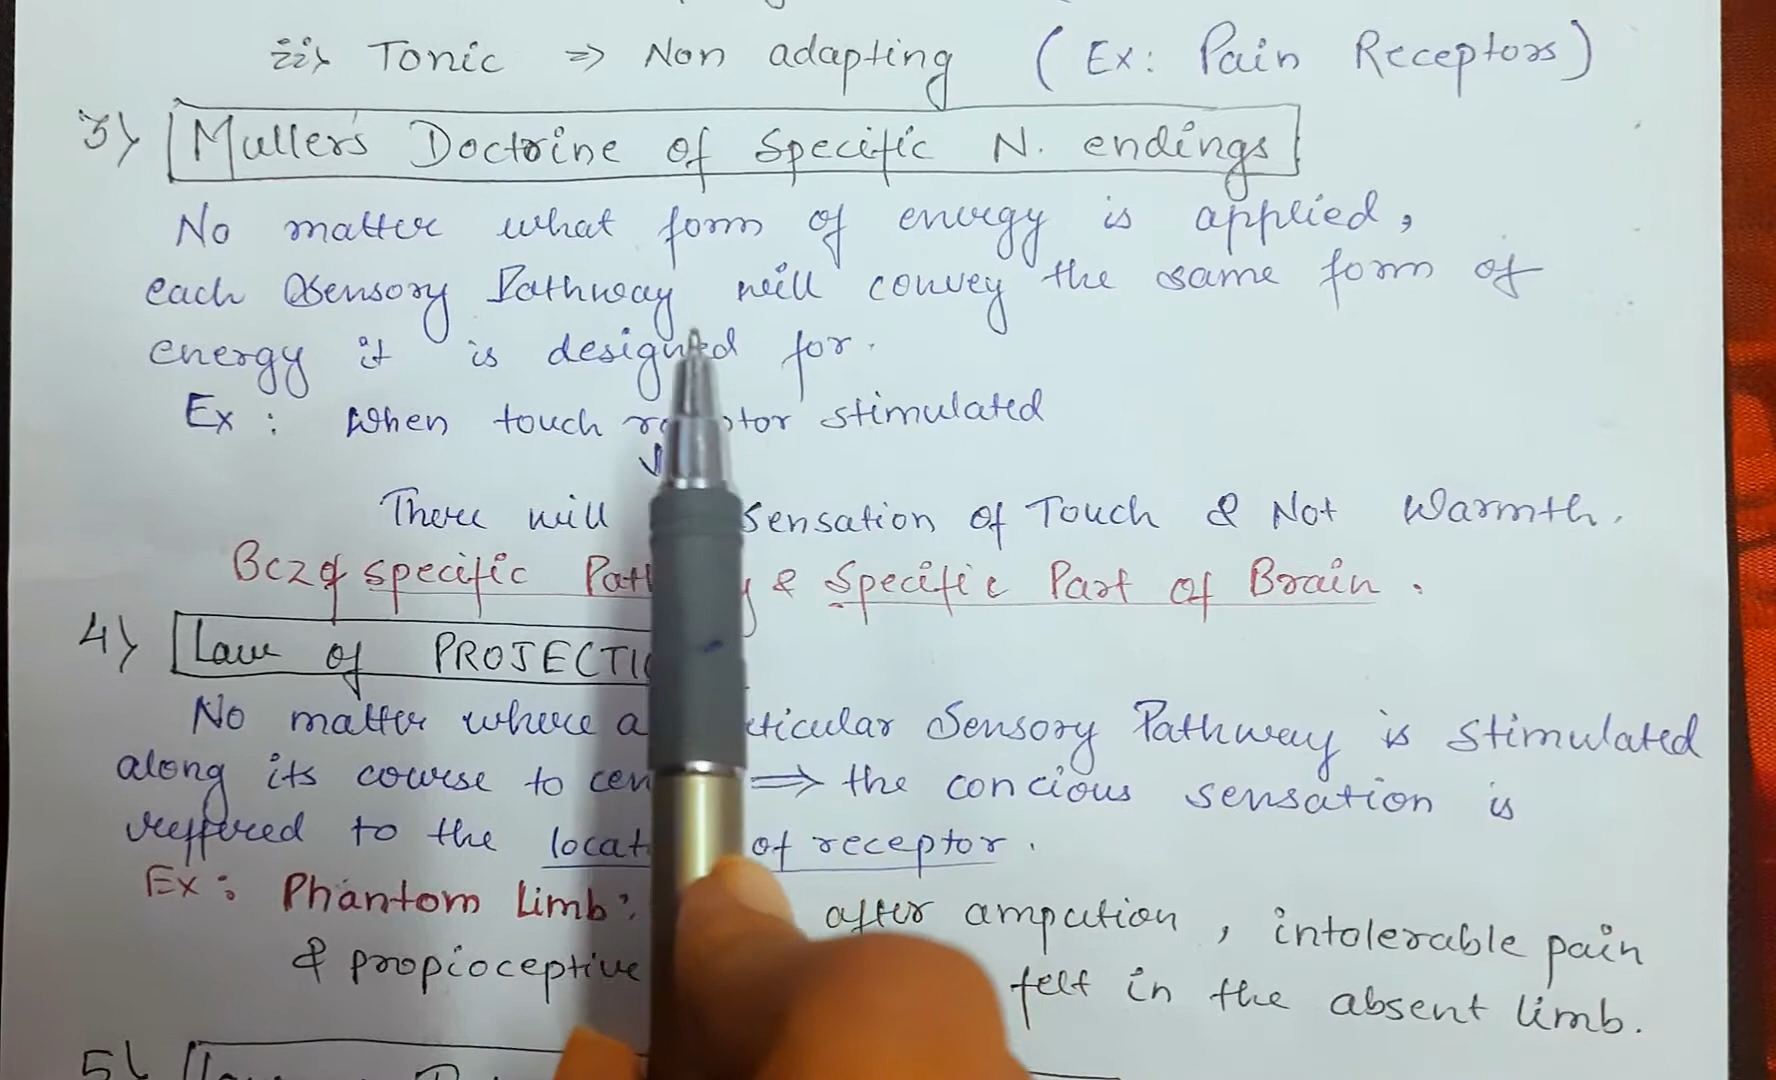 ii) Tonic ⇒ Non adapting (Ex: Pain Receptors)
3) Muller's Doctrine of Specific N. endings
No matter what form of energy is applied,
each sensory Pathway will convey the same form of
energy it is designed for.
Ex: When touch stimulated
There will sensation of Touch & Not Warmth.
Bcz of specific & Specific Part of Brain.
4) Law of
No matter where a Sensory Pathway is stimulated
along its course to ⇒ the concious sensation is
reffered to the of receptor.
Ex: Phantom Limb: after ampution, intolerable pain
& propioceptive felt in the absent limb.
5)